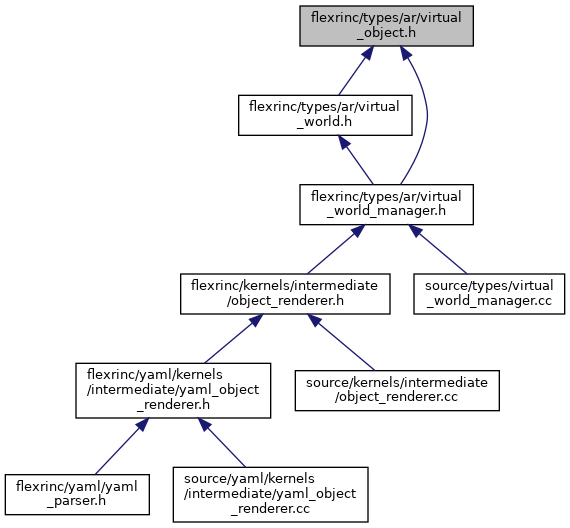 flexrinc/types/ar/virtual
_object.h
flexrinc/types/ar/virtual
_world.h
flexrinc/types/ar/virtual
_world_manager.h
flexrinc/kernels/intermediate
/object_renderer.h
source/types/virtual
_world_manager.cc
flexrinc/yaml/kernels
/intermediate/yaml_object
_renderer.h
source/kernels/intermediate
/object_renderer.cc
flexrinc/yaml/yaml
_parser.h
source/yaml/kernels
/intermediate/yaml_object
_renderer.cc